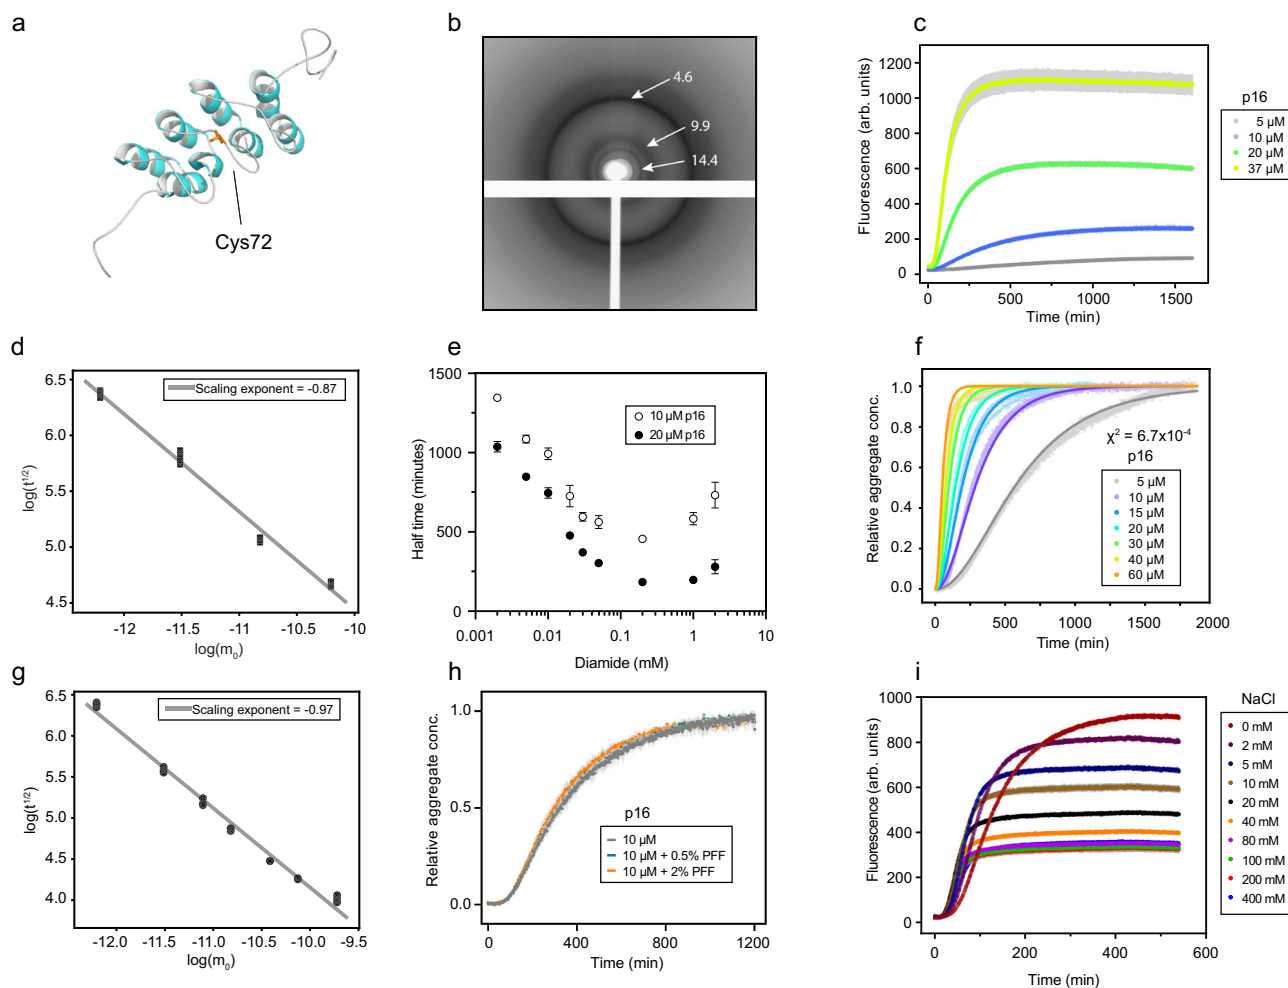 a
Cys72
b
4.6
9.9
14.4
c
Fluorescence (arb. units)
1200
1000
800
600
400
200
0
0
500
1000
1500
Time (min)
p16
5 µM
10 µM
20 µM
37 µM
d
log(t^1/2)
6.5
6.0
5.5
5.0
4.5
Scaling exponent = -0.87
-12
-11.5
-11
-10.5
-10
log(m₀)
e
Half time (minutes)
1500
1000
500
0
10 µM p16
20 µM p16
0.001
0.01
0.1
1
10
Diamide (mM)
f
Relative aggregate conc.
1.0
0.8
0.6
0.4
0.2
0.0
χ² = 6.7x10⁻⁴
p16
5 µM
10 µM
15 µM
20 µM
30 µM
40 µM
60 µM
0
500
1000
1500
2000
Time (min)
g
log(t^1/2)
6.5
6.0
5.5
5.0
4.5
4.0
Scaling exponent = -0.97
-12.0
-11.5
-11.0
-10.5
-10.0
-9.5
log(m₀)
h
Relative aggregate conc.
1.0
0.5
0.0
p16
10 µM
10 µM + 0.5% PFF
10 µM + 2% PFF
0
400
800
1200
Time (min)
i
Fluorescence (arb. units)
1000
900
800
600
400
200
0
0
200
400
600
Time (min)
NaCl
0 mM
2 mM
5 mM
10 mM
20 mM
40 mM
80 mM
100 mM
200 mM
400 mM